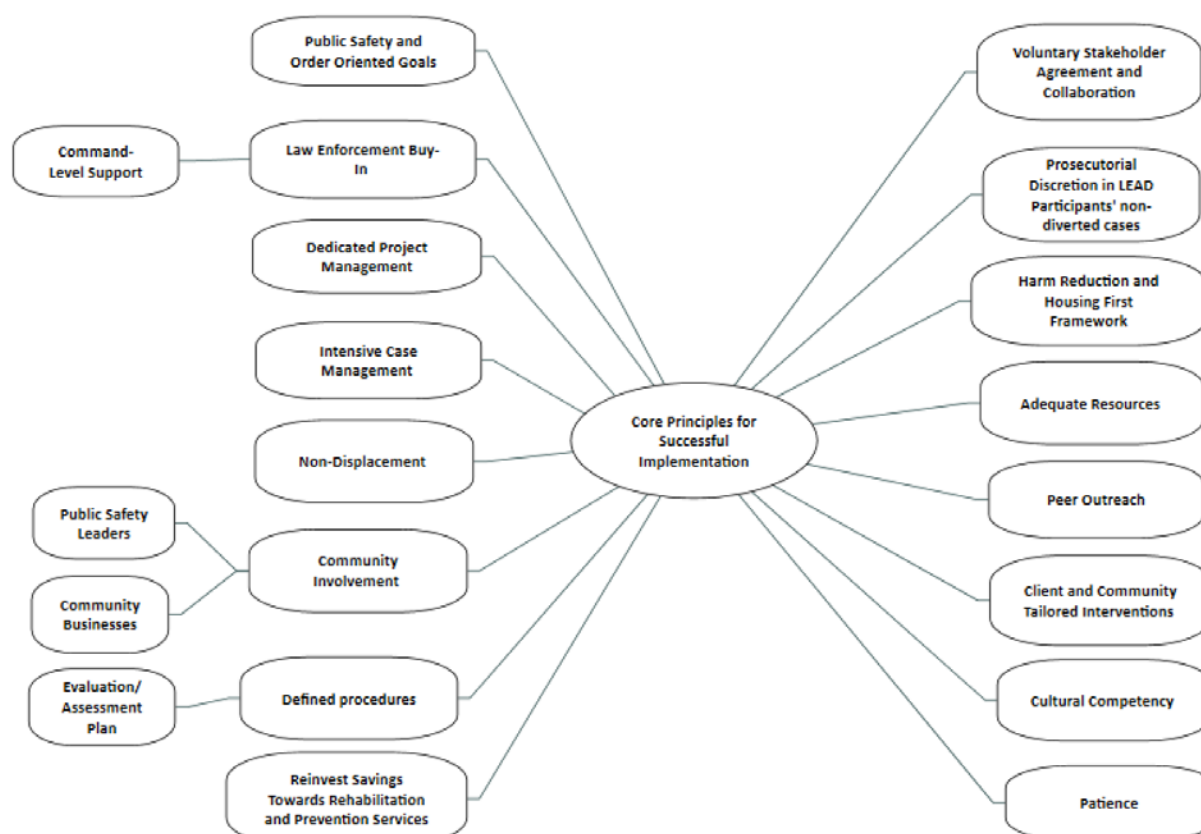 Public Safety and
Order Oriented Goals
Command-
Level Support
Law Enforcement Buy-
In
Dedicated Project
Management
Intensive Case
Management
Non-Displacement
Public Safety
Leaders
Community
Businesses
Community
Involvement
Evaluation/
Assessment
Plan
Defined procedures
Reinvest Savings
Towards Rehabilitation
and Prevention Services
Core Principles for
Successful
Implementation
Voluntary Stakeholder
Agreement and
Collaboration
Prosecutorial
Discretion in LEAD
Participants' non-
diverted cases
Harm Reduction and
Housing First
Framework
Adequate Resources
Peer Outreach
Client and Community
Tailored Interventions
Cultural Competency
Patience